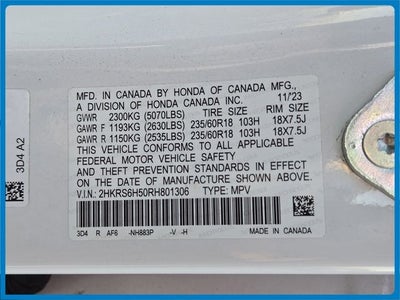 MFD. IN CANADA BY HONDA OF CANADA MFG.,
A DIVISION OF HONDA CANADA INC. 11/'23
GVWR 2300KG (5070LBS) TIRE SIZE RIM SIZE
GAWR F 1193KG (2630LBS) 235/60R18 103H 18X7.5J
GAWR R 1150KG (2535LBS) 235/60R18 103H 18X7.5J
THIS VEHICLE CONFORMS TO ALL APPLICABLE
FEDERAL MOTOR VEHICLE SAFETY AND
THEFT PREVENTION STANDARDS IN EFFECT ON
THE DATE OF MANUFACTURE SHOWN ABOVE.
V.I.N.: 2HKRS6H50RH801306 TYPE: MPV
3D4 R AF6 -NH883P -V -H MADE IN CANADA
3D4 A2